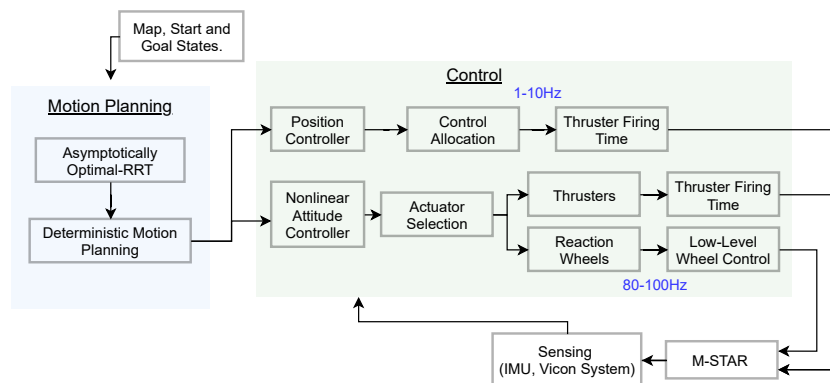 Map, Start and
Goal States.
Motion Planning
Asymptotically
Optimal-RRT
Deterministic Motion
Planning
Control
1-10Hz
Position
Controller
Control
Allocation
Thruster Firing
Time
Nonlinear
Attitude
Controller
Actuator
Selection
Thrusters
Thruster Firing
Time
Reaction
Wheels
Low-Level
Wheel Control
80-100Hz
Sensing
(IMU, Vicon System)
M-STAR